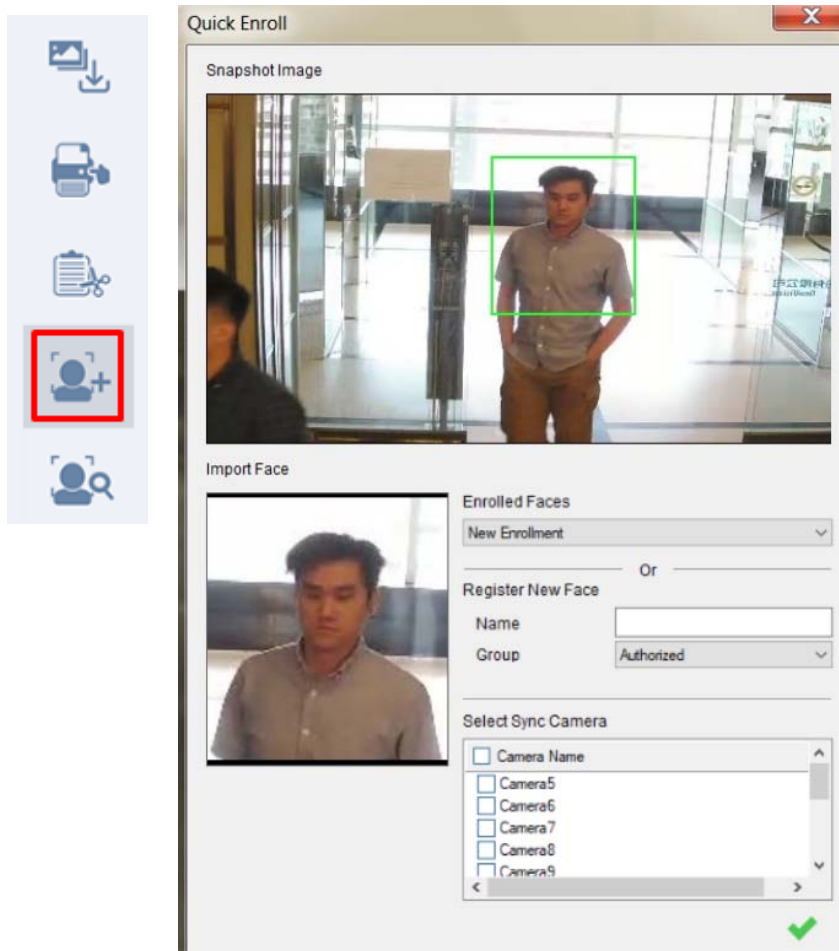 Quick Enroll
Snapshot Image
Import Face
Enrolled Faces
New Enrollment
Or
Register New Face
Name
Group
Authorized
Select Sync Camera
Camera Name
Camera5
Camera6
Camera7
Camera8
Camera9